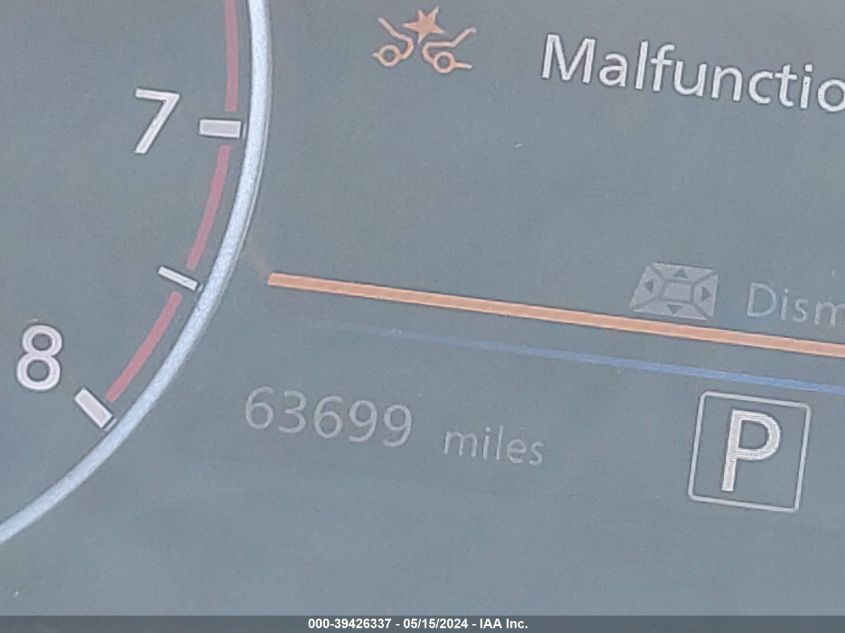 Malfunctio
7
Dism
8
63699 miles
P
000-39426337 - 05/15/2024 - IAA Inc.